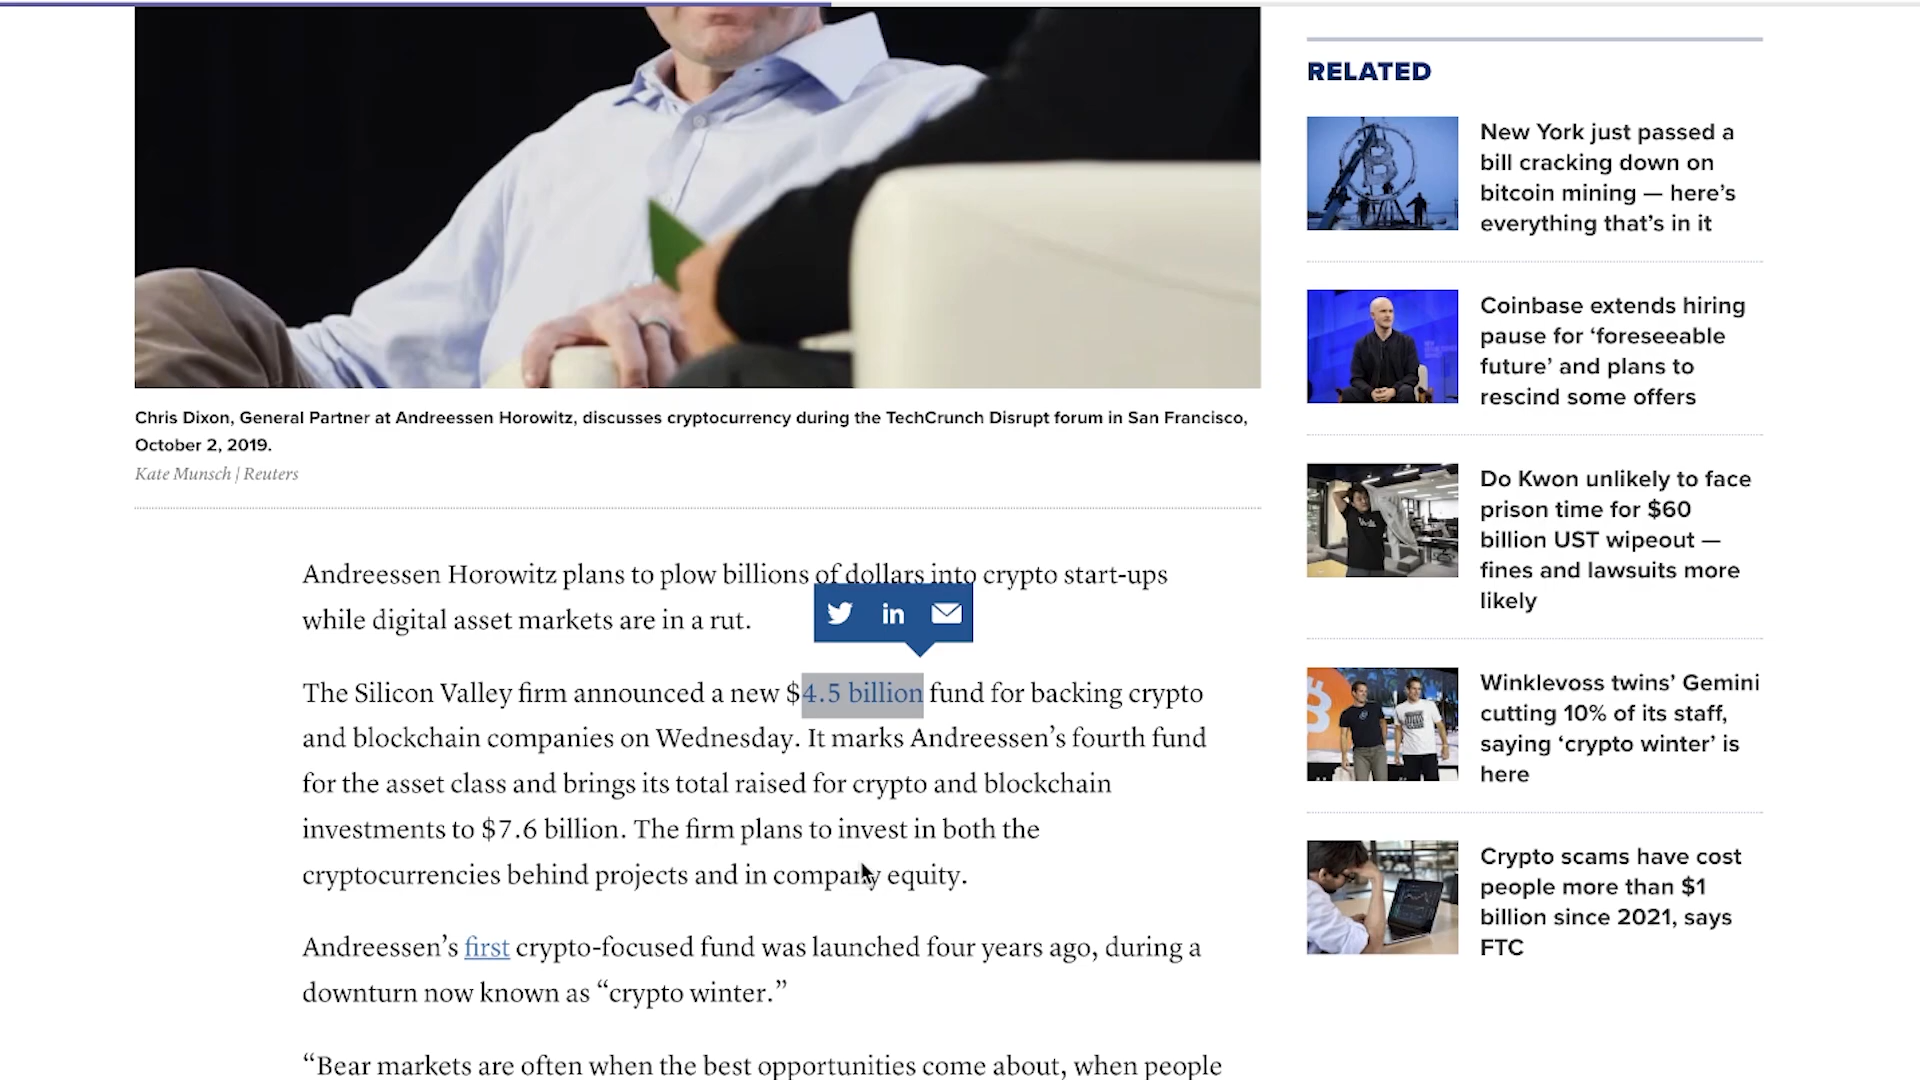 Chris Dixon, General Partner at Andreessen Horowitz, discusses cryptocurrency during the TechCrunch Disrupt forum in San Francisco,
October 2, 2019.
Kate Munsch | Reuters
Andreessen Horowitz plans to plow billions of dollars into crypto start-ups
while digital asset markets are in a rut.
in
The Silicon Valley firm announced a new $4.5 billion fund for backing crypto
and blockchain companies on Wednesday. It marks Andreessen’s fourth fund
for the asset class and brings its total raised for crypto and blockchain
investments to $7.6 billion. The firm plans to invest in both the
cryptocurrencies behind projects and in company equity.
Andreessen’s first crypto-focused fund was launched four years ago, during a
downturn now known as “crypto winter.”
“Bear markets are often when the best opportunities come about, when people
RELATED
New York just passed a
bill cracking down on
bitcoin mining — here’s
everything that’s in it
Coinbase extends hiring
pause for ‘foreseeable
future’ and plans to
rescind some offers
Do Kwon unlikely to face
prison time for $60
billion UST wipeout —
fines and lawsuits more
likely
Winklevoss twins’ Gemini
cutting 10% of its staff,
saying ‘crypto winter’ is
here
Crypto scams have cost
people more than $1
billion since 2021, says
FTC